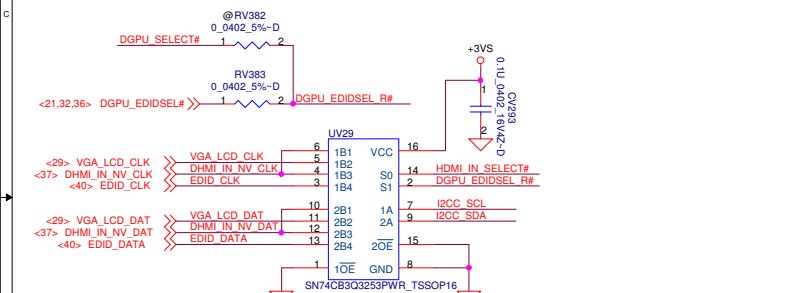 C
@RV382
0_0402_5%~D
DGPU_SELECT# 1 2
RV383
0_0402_5%~D
<21,32,36> DGPU_EDIDSEL# 1 2 DGPU_EDIDSEL_R#
+3VS
1
2
CV293
0.1U_0402_16V4Z~D
UV29
6 1B1 VCC 16
<29> VGA_LCD_CLK VGA_LCD_CLK 5 1B2
<37> DHMI_IN_NV_CLK DHMI_IN_NV_CLK 4 1B3 S0 14 HDMI_IN_SELECT#
<40> EDID_CLK EDID_CLK 3 1B4 S1 2 DGPU_EDIDSEL_R#
10 2B1 1A 7 I2CC_SCL
<29> VGA_LCD_DAT VGA_LCD_DAT 11 2B2 2A 9 I2CC_SDA
<37> DHMI_IN_NV_DAT DHMI_IN_NV_DAT 12 2B3
<40> EDID_DATA EDID_DATA 13 2B4 2OE 15
1 1OE GND 8
SN74CB3Q3253PWR_TSSOP16